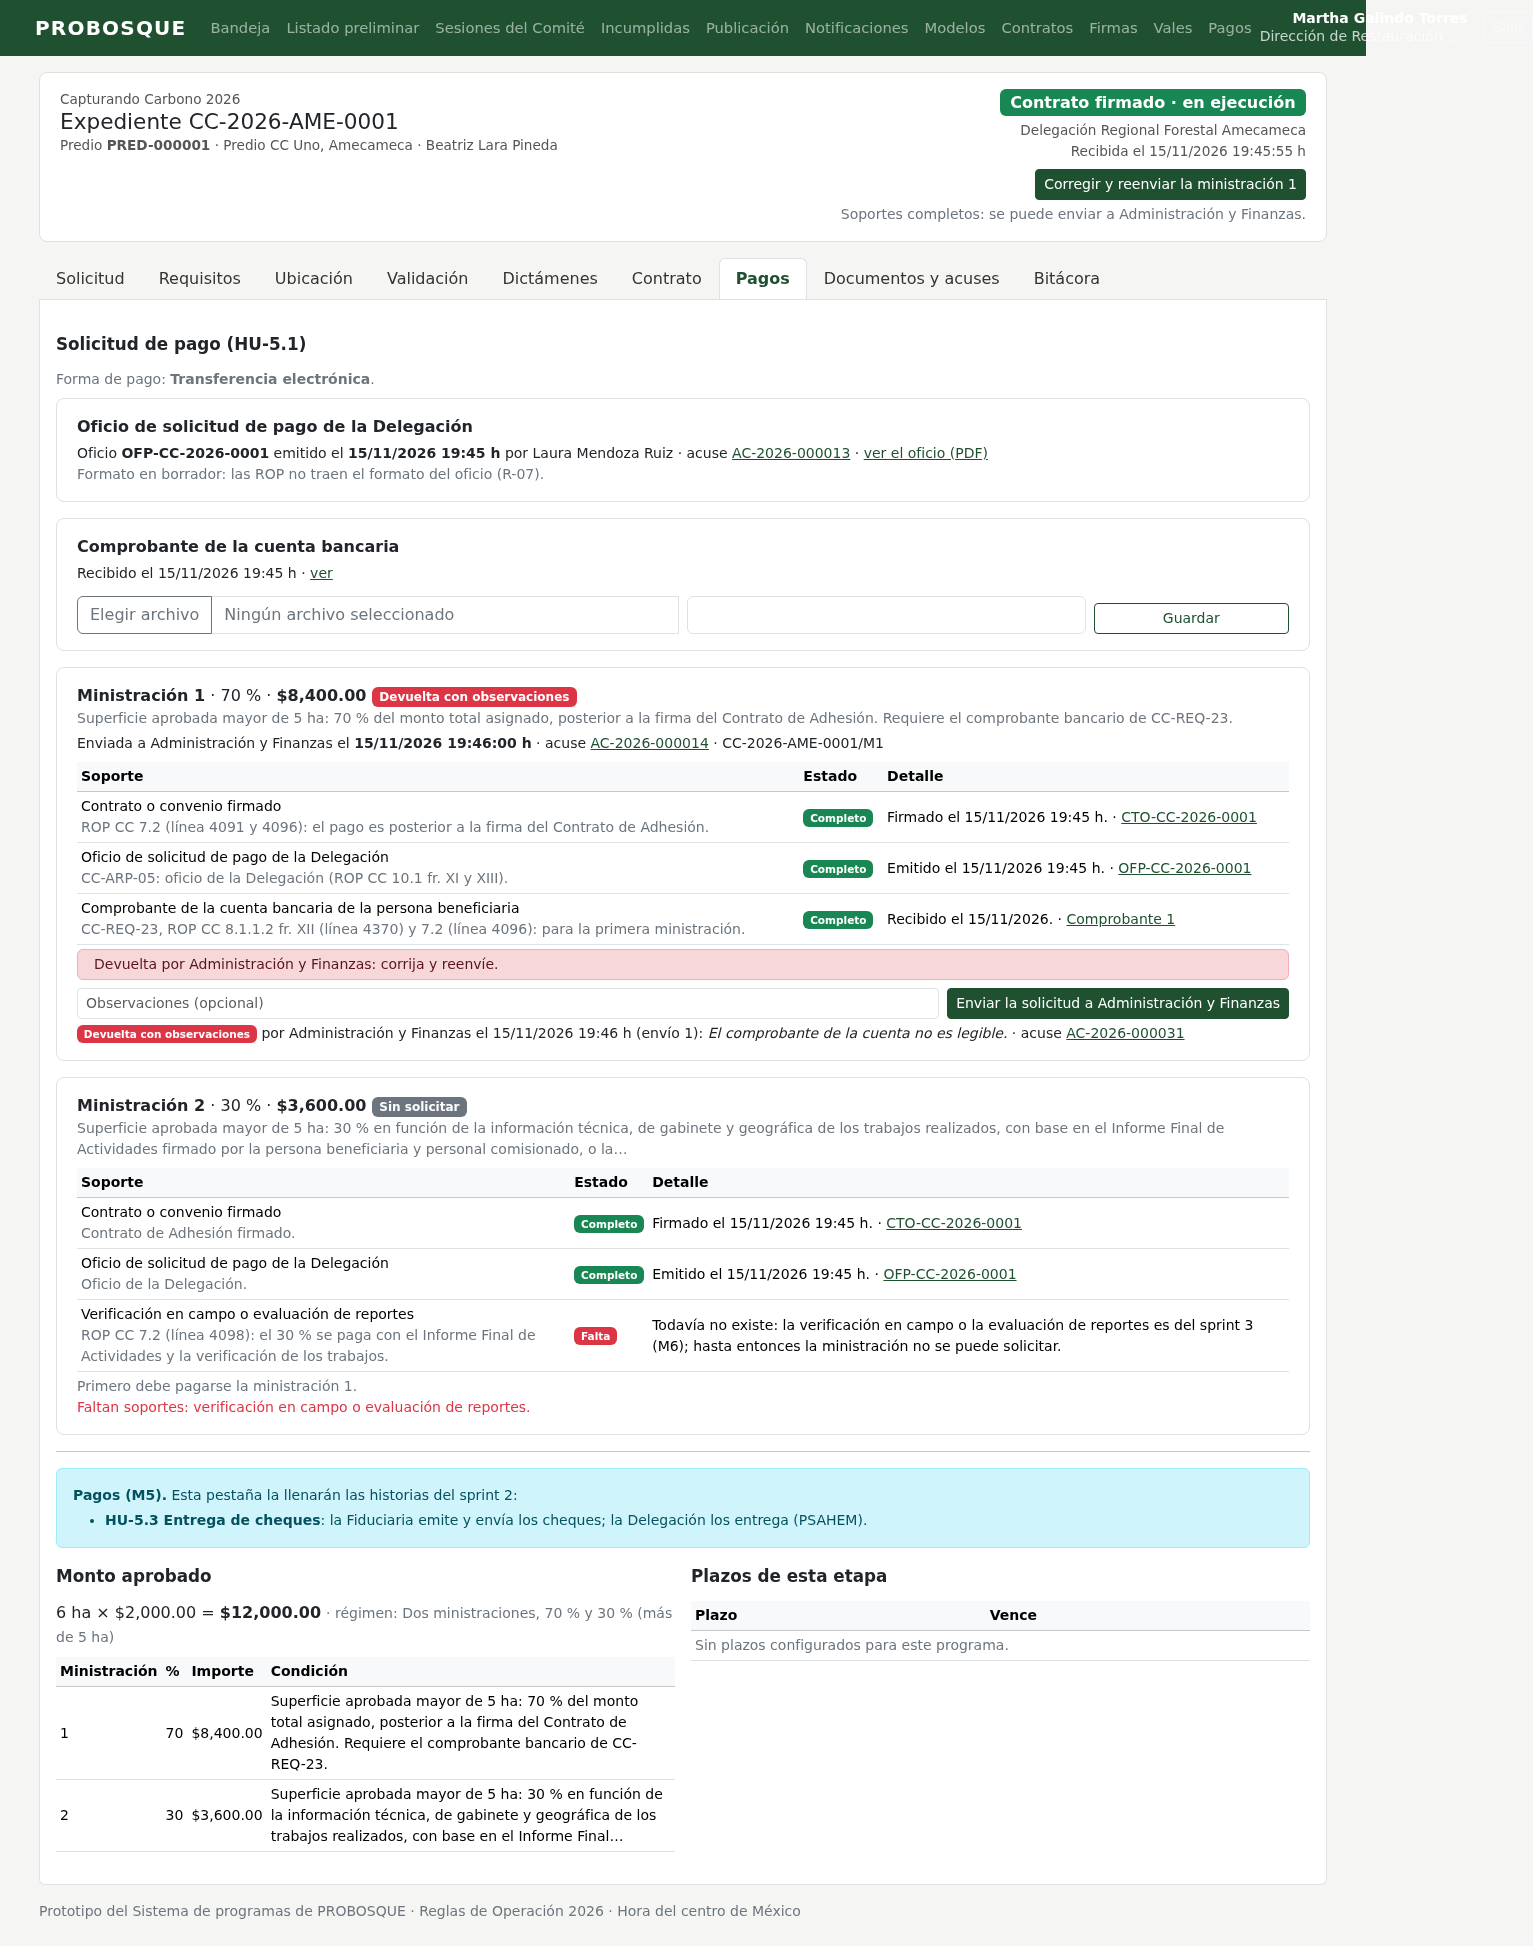 PROBOSQUE Bandeja Listado preliminar Sesiones del Comité Incumplidas Publicación Notificaciones Modelos Contratos Firmas Vales Pagos
Martha Galindo Torres
Dirección de Restauración
Capturando Carbono 2026
Expediente CC-2026-AME-0001
Predio PRED-000001 · Predio CC Uno, Amecameca · Beatriz Lara Pineda
Contrato firmado · en ejecución
Delegación Regional Forestal Amecameca
Recibida el 15/11/2026 19:45:55 h
Corregir y reenviar la ministración 1
Soportes completos: se puede enviar a Administración y Finanzas.
Solicitud Requisitos Ubicación Validación Dictámenes Contrato Pagos Documentos y acuses Bitácora
Solicitud de pago (HU-5.1)
Forma de pago: Transferencia electrónica.
Oficio de solicitud de pago de la Delegación
Oficio OFP-CC-2026-0001 emitido el 15/11/2026 19:45 h por Laura Mendoza Ruiz · acuse AC-2026-000013 · ver el oficio (PDF)
Formato en borrador: las ROP no traen el formato del oficio (R-07).
Comprobante de la cuenta bancaria
Recibido el 15/11/2026 19:45 h · ver
Elegir archivo Ningún archivo seleccionado Guardar
Ministración 1 · 70 % · $8,400.00 Devuelta con observaciones
Superficie aprobada mayor de 5 ha: 70 % del monto total asignado, posterior a la firma del Contrato de Adhesión. Requiere el comprobante bancario de CC-REQ-23.
Enviada a Administración y Finanzas el 15/11/2026 19:46:00 h · acuse AC-2026-000014 · CC-2026-AME-0001/M1
Soporte Estado Detalle
Contrato o convenio firmado
ROP CC 7.2 (línea 4091 y 4096): el pago es posterior a la firma del Contrato de Adhesión.
Completo Firmado el 15/11/2026 19:45 h. · CTO-CC-2026-0001
Oficio de solicitud de pago de la Delegación
CC-ARP-05: oficio de la Delegación (ROP CC 10.1 fr. XI y XIII).
Completo Emitido el 15/11/2026 19:45 h. · OFP-CC-2026-0001
Comprobante de la cuenta bancaria de la persona beneficiaria
CC-REQ-23, ROP CC 8.1.1.2 fr. XII (línea 4370) y 7.2 (línea 4096): para la primera ministración.
Completo Recibido el 15/11/2026. · Comprobante 1
Devuelta por Administración y Finanzas: corrija y reenvíe.
Observaciones (opcional) Enviar la solicitud a Administración y Finanzas
Devuelta con observaciones por Administración y Finanzas el 15/11/2026 19:46 h (envío 1): El comprobante de la cuenta no es legible. · acuse AC-2026-000031
Ministración 2 · 30 % · $3,600.00 Sin solicitar
Superficie aprobada mayor de 5 ha: 30 % en función de la información técnica, de gabinete y geográfica de los trabajos realizados, con base en el Informe Final de
Actividades firmado por la persona beneficiaria y personal comisionado, o la…
Soporte Estado Detalle
Contrato o convenio firmado
Contrato de Adhesión firmado.
Completo Firmado el 15/11/2026 19:45 h. · CTO-CC-2026-0001
Oficio de solicitud de pago de la Delegación
Oficio de la Delegación.
Completo Emitido el 15/11/2026 19:45 h. · OFP-CC-2026-0001
Verificación en campo o evaluación de reportes
ROP CC 7.2 (línea 4098): el 30 % se paga con el Informe Final de
Actividades y la verificación de los trabajos.
Falta
Todavía no existe: la verificación en campo o la evaluación de reportes es del sprint 3
(M6); hasta entonces la ministración no se puede solicitar.
Primero debe pagarse la ministración 1.
Faltan soportes: verificación en campo o evaluación de reportes.
Pagos (M5). Esta pestaña la llenarán las historias del sprint 2:
• HU-5.3 Entrega de cheques: la Fiduciaria emite y envía los cheques; la Delegación los entrega (PSAHEM).
Monto aprobado
6 ha × $2,000.00 = $12,000.00 · régimen: Dos ministraciones, 70 % y 30 % (más
de 5 ha)
Ministración % Importe Condición
1 70 $8,400.00
Superficie aprobada mayor de 5 ha: 70 % del monto
total asignado, posterior a la firma del Contrato de
Adhesión. Requiere el comprobante bancario de CC-
REQ-23.
2 30 $3,600.00
Superficie aprobada mayor de 5 ha: 30 % en función de
la información técnica, de gabinete y geográfica de los
trabajos realizados, con base en el Informe Final…
Plazos de esta etapa
Plazo Vence
Sin plazos configurados para este programa.
Prototipo del Sistema de programas de PROBOSQUE · Reglas de Operación 2026 · Hora del centro de México